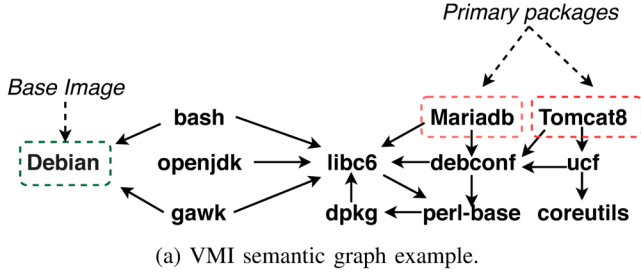 Primary packages
Base Image
bash Mariadb Tomcat8
Debian openjdk libc6 debconf ucf
gawk dpkg perl-base coreutils
(a) VMI semantic graph example.